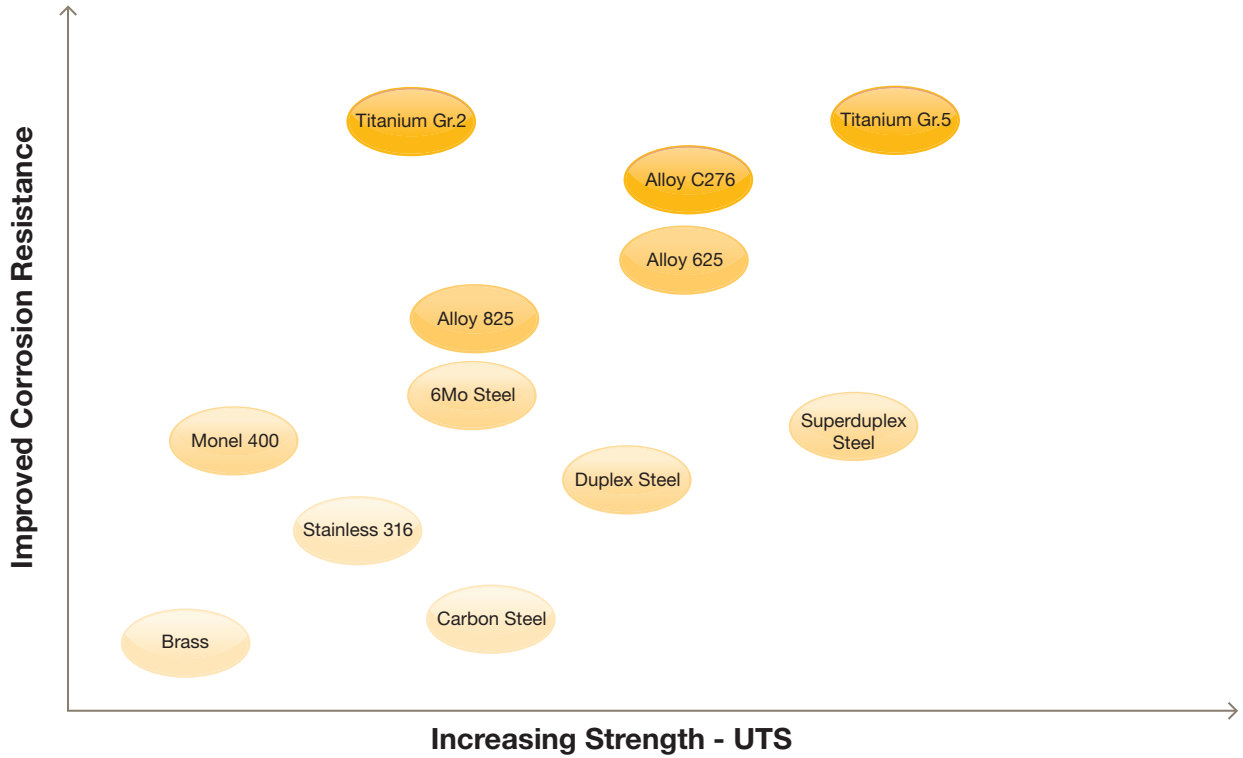 Improved Corrosion Resistance
Titanium Gr.2
Titanium Gr.5
Alloy C276
Alloy 625
Alloy 825
6Mo Steel
Monel 400
Superduplex
Steel
Duplex Steel
Stainless 316
Carbon Steel
Brass
Increasing Strength - UTS